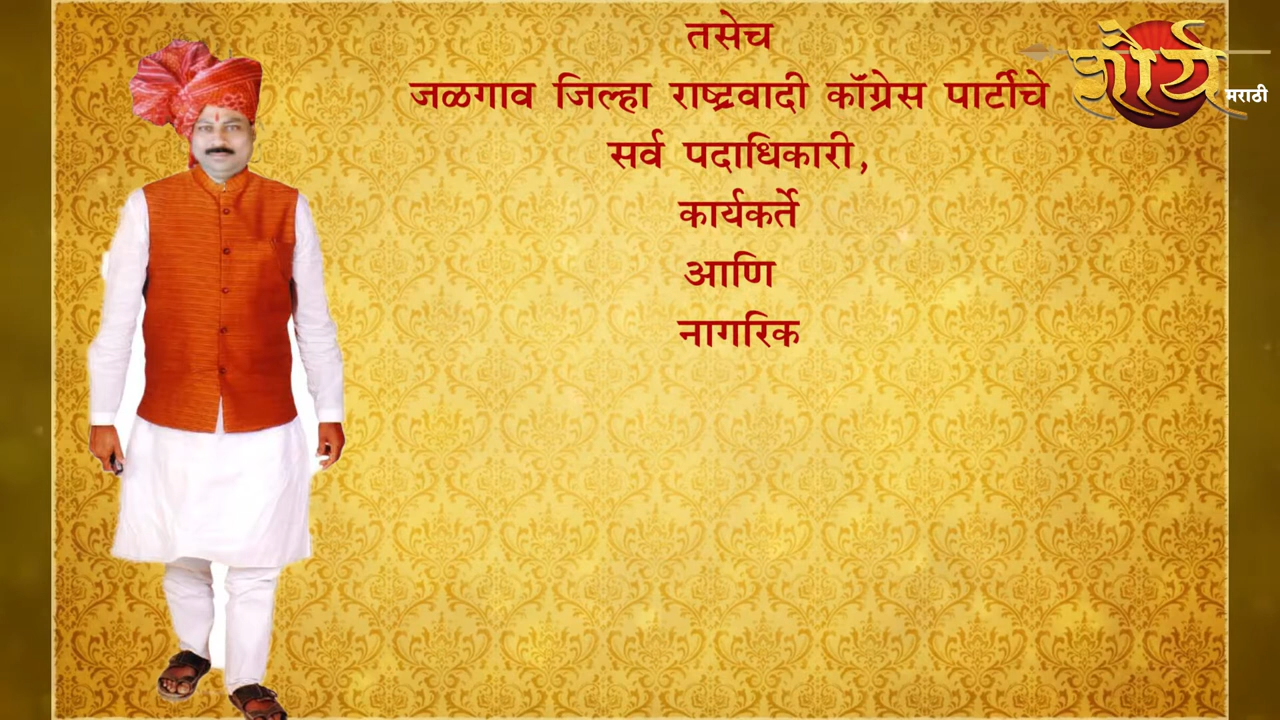 तसेच
जळगाव जिल्हा राष्ट्रवादी काँग्रेस पार्टीचे
सर्व पदाधिकारी,
कार्यकर्ते
आणि
नागरिक
शौर्य
मराठी